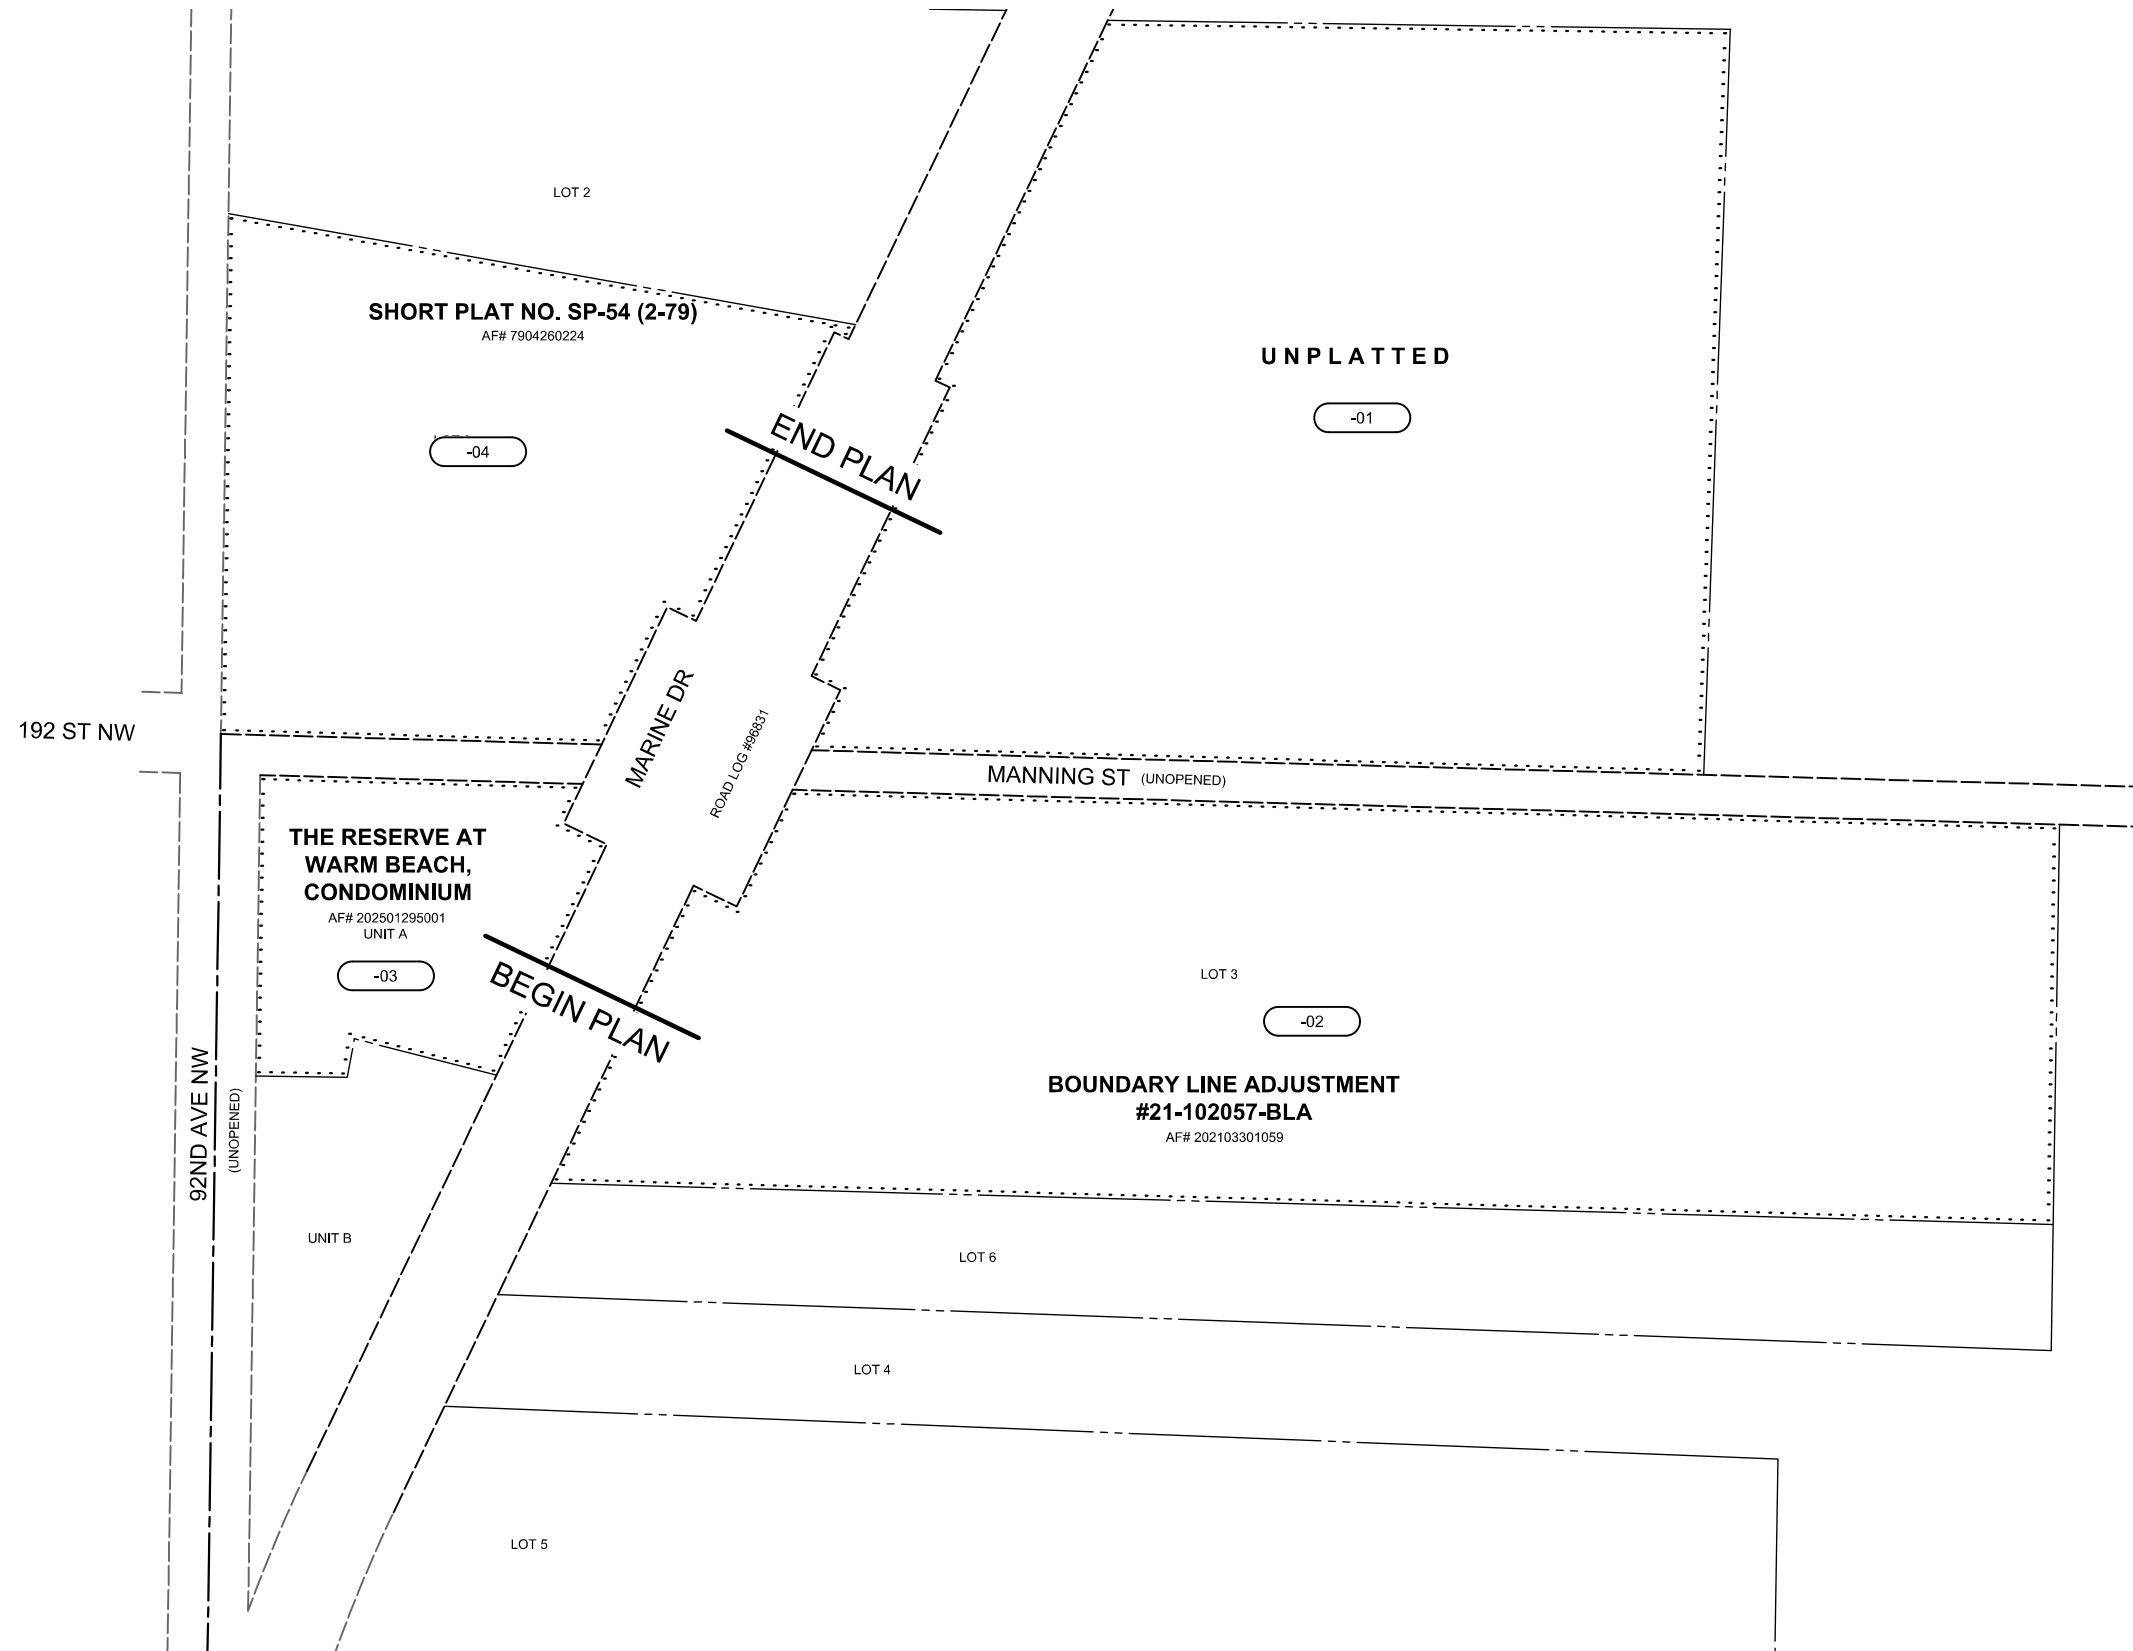 LOT 2
SHORT PLAT NO. SP-54 (2-79)
AF# 7904260224
-04
END PLAN
UNPLATTED
-01
192 ST NW
MARINE DR
ROAD LOG #96831
MANNING ST (UNOPENED)
THE RESERVE AT
WARM BEACH,
CONDOMINIUM
AF# 202501295001
UNIT A
-03
BEGIN PLAN
LOT 3
-02
BOUNDARY LINE ADJUSTMENT
#21-102057-BLA
AF# 202103301059
92ND AVE NW
(UNOPENED)
UNIT B
LOT 6
LOT 4
LOT 5